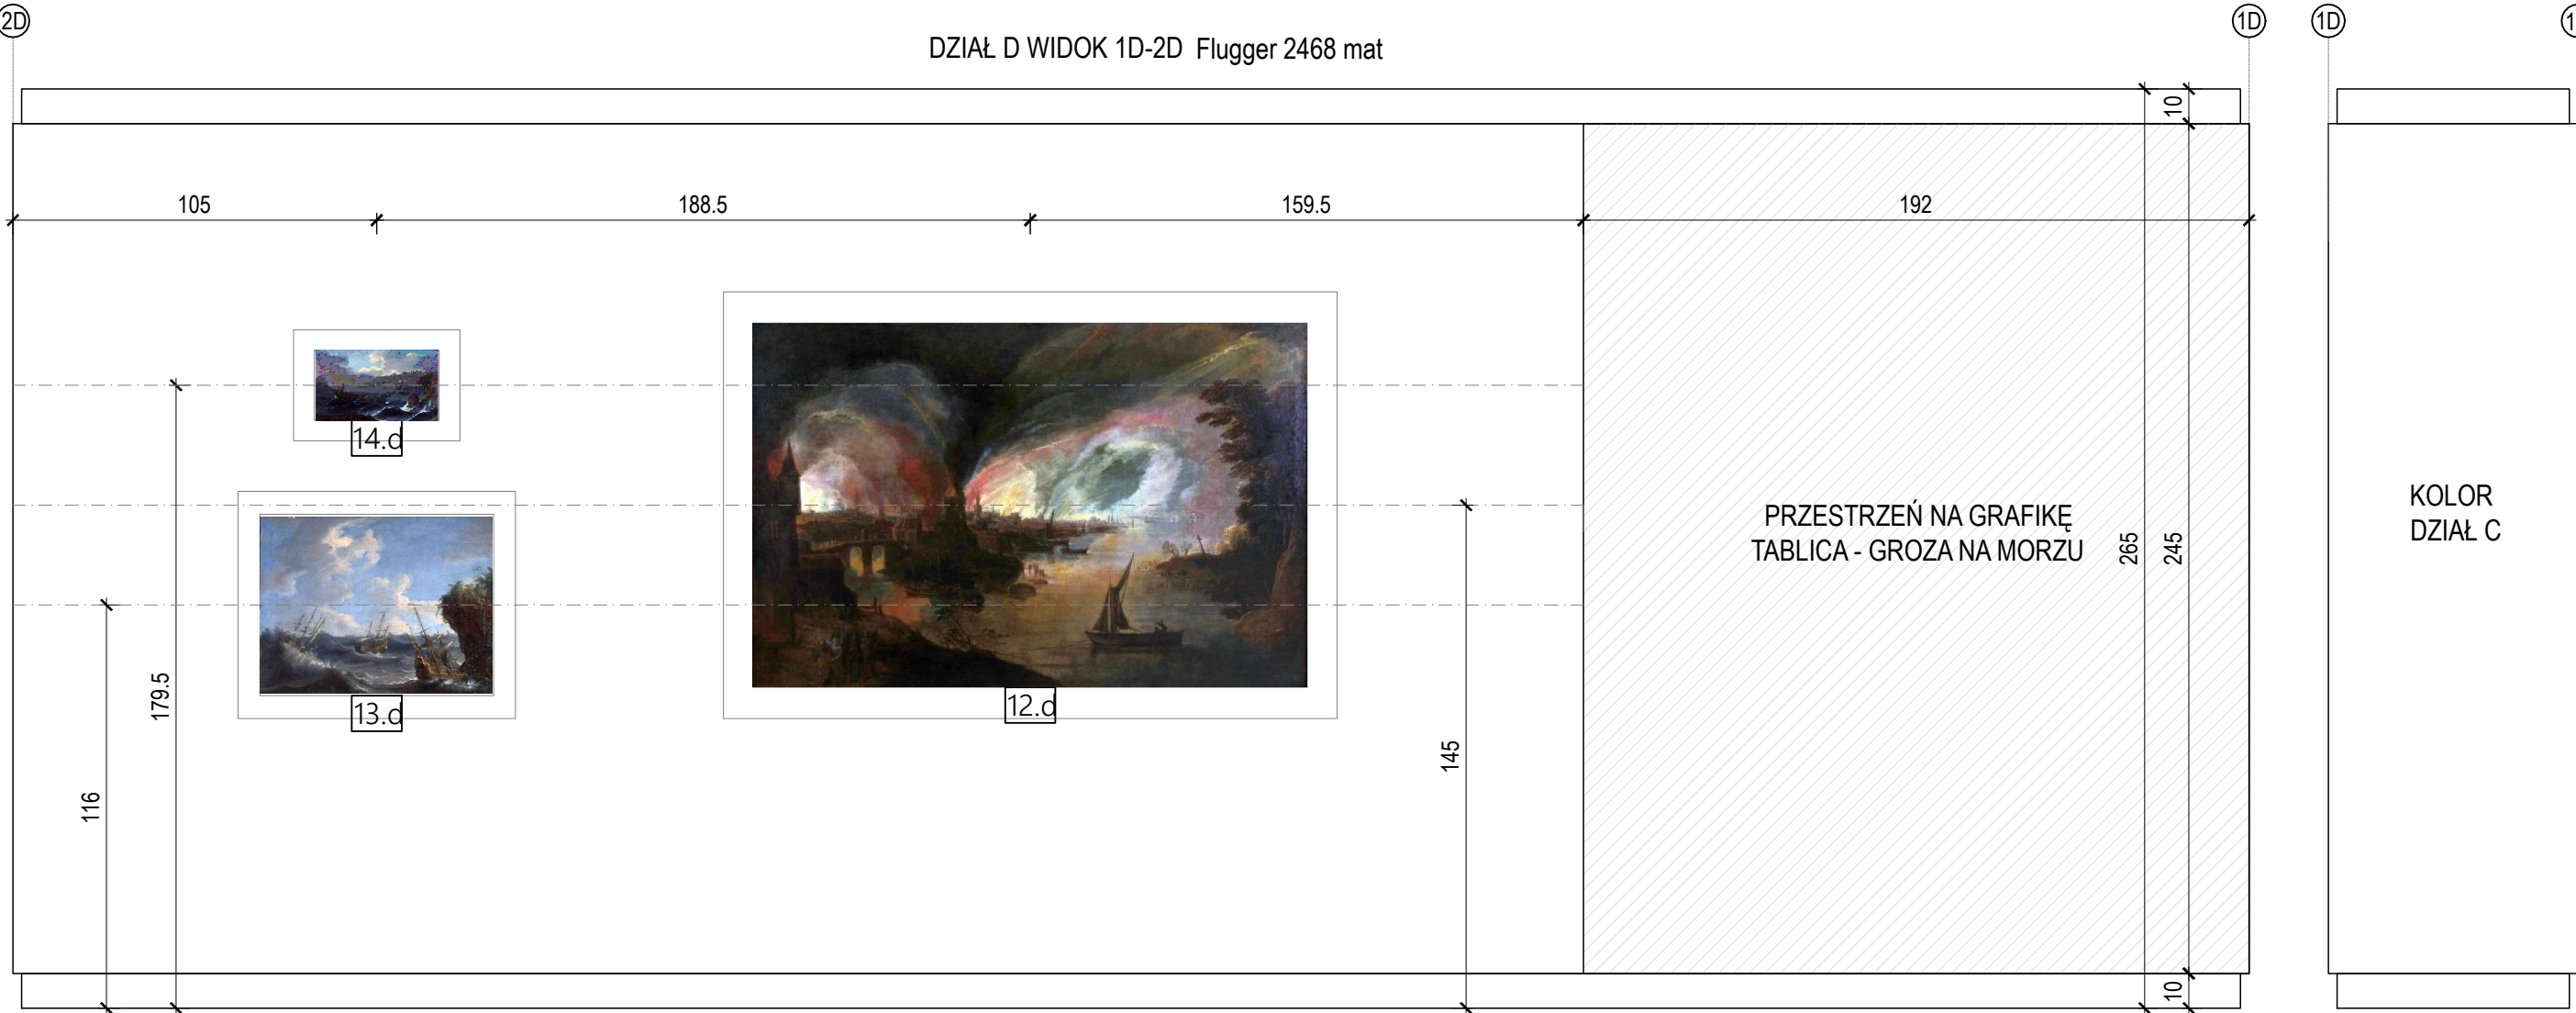 2D
1D
1D
DZIAŁ D WIDOK 1D-2D Flugger 2468 mat
10
105
188.5
159.5
192
14.d
13.d
12.d
PRZESTRZEŃ NA GRAFIKĘ
TABLICA - GROZA NA MORZU
265
245
KOLOR
DZIAŁ C
179.5
116
145
10